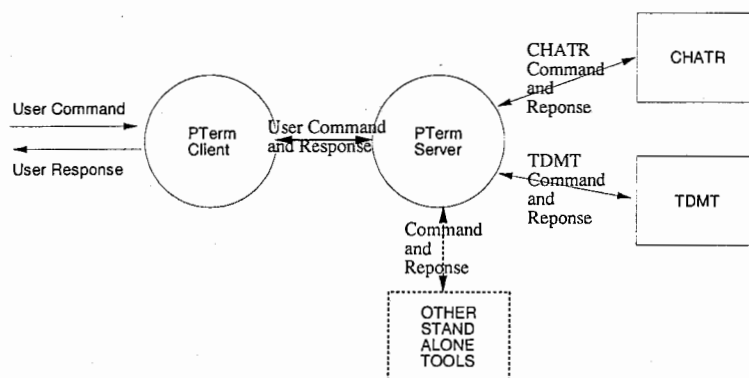 User Command
User Response
PTerm
Client
User Command
and Response
PTerm
Server
CHATR
Command
and
Reponse
CHATR
TDMT
Command
and
Reponse
TDMT
Command
and
Reponse
OTHER
STAND
ALONE
TOOLS